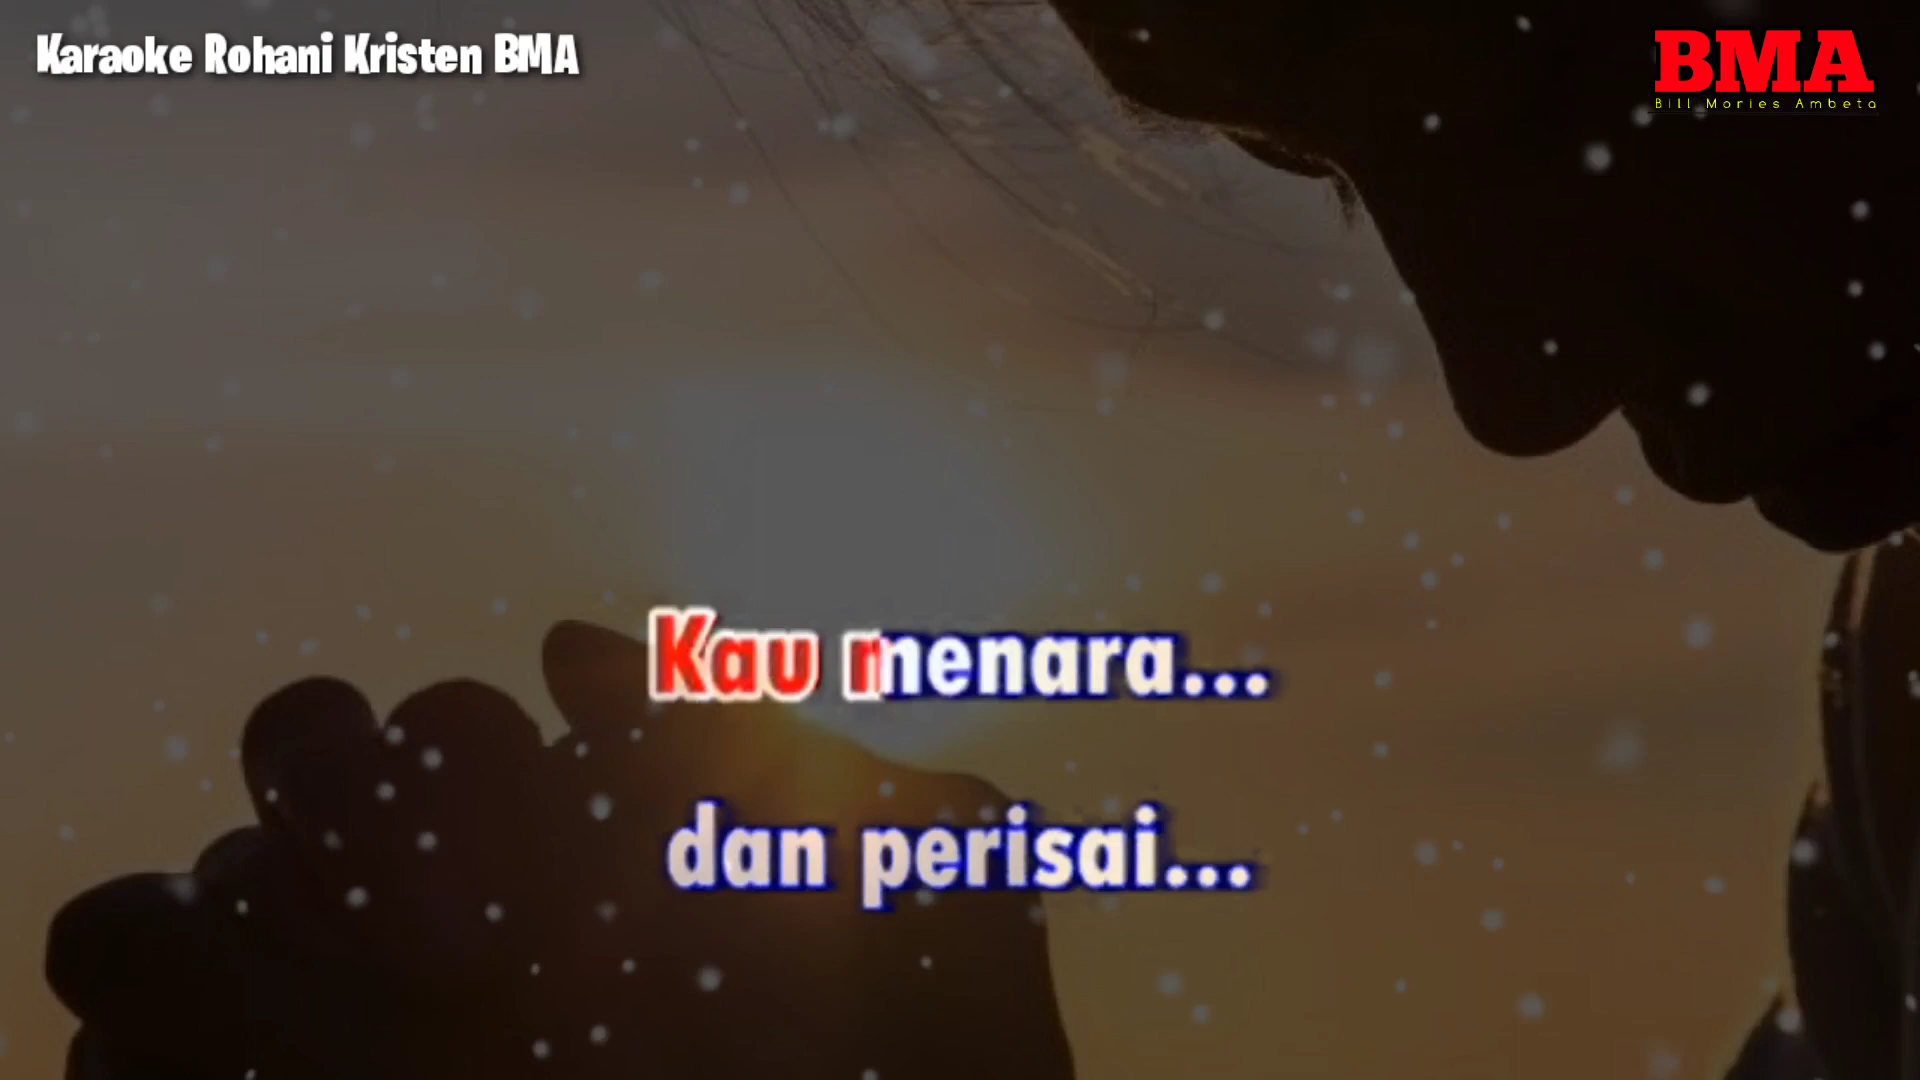 Karaoke Rohani Kristen BMA
BMA
Bill Mories Ambeta
Kau menara...
dan perisai...